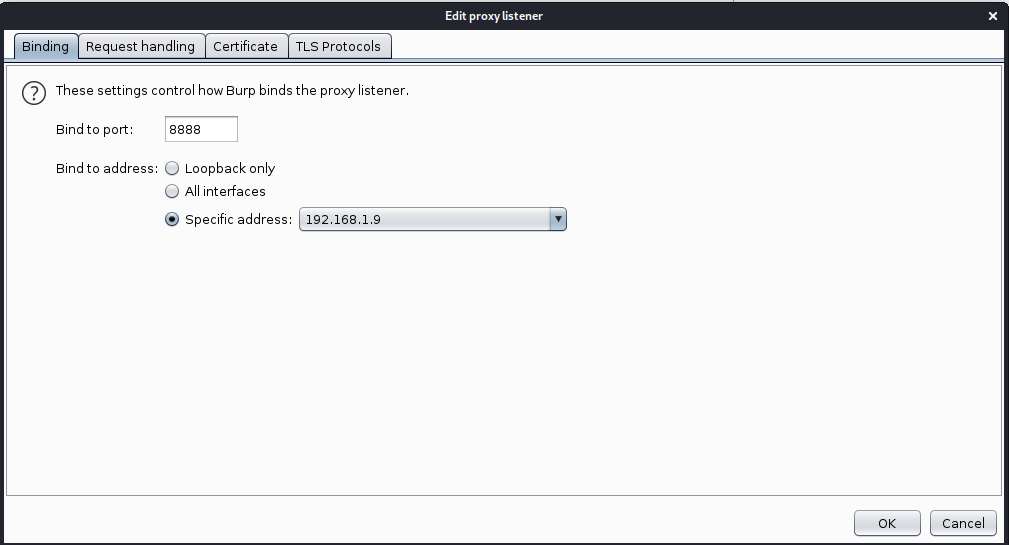 Edit proxy listener
Binding Request handling Certificate TLS Protocols
? These settings control how Burp binds the proxy listener.
Bind to port: 8888
Bind to address: Loopback only
All interfaces
Specific address: 192.168.1.9
OK Cancel